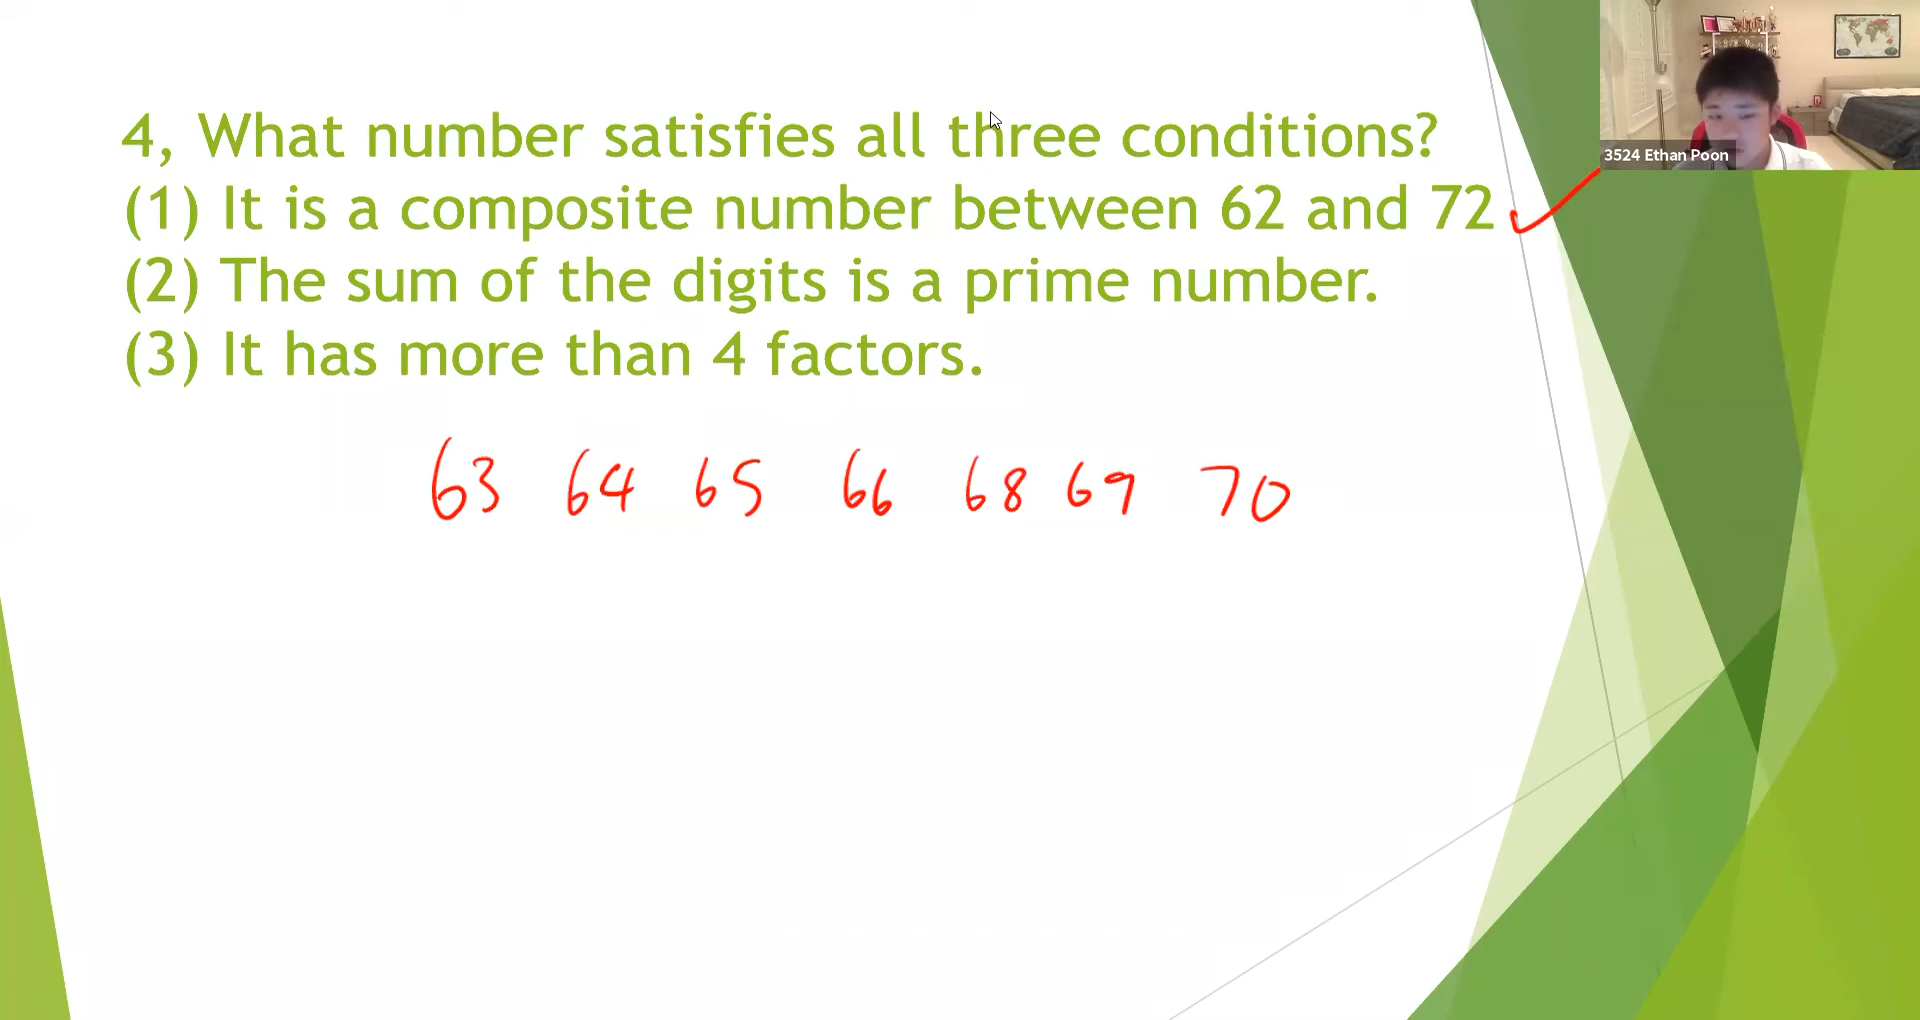 4, What number satisfies all three conditions?
(1) It is a composite number between 62 and 72
(2) The sum of the digits is a prime number.
(3) It has more than 4 factors.
63 64 65 66 68 69 70
3524 Ethan Poon